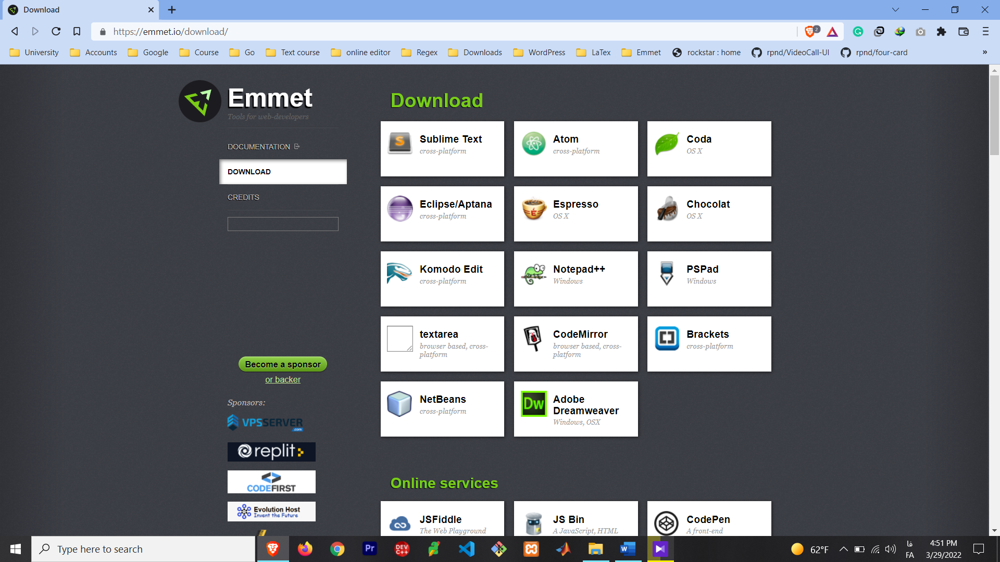 Download
https://emmet.io/download/
2
University
Accounts
Google
Course
Go
Text course
online editor
Regex
Downloads
WordPress
LaTex
Emmet
rockstar : home
rpnd/VideoCall-UI
rpnd/four-card
»
Emmet
Tools for web-developers
DOCUMENTATION
DOWNLOAD
CREDITS
Become a sponsor
or backer
Sponsors:
VPSSERVER
.com
replit
CODEFIRST
Evolution Host
Invent the Future
Download
Sublime Text
cross-platform
Atom
cross-platform
Coda
OS X
Eclipse/Aptana
cross-platform
Espresso
OS X
Chocolat
OS X
Komodo Edit
cross-platform
Notepad++
Windows
PSPad
Windows
textarea
browser based, cross-
platform
CodeMirror
browser based, cross-
platform
Brackets
cross-platform
NetBeans
cross-platform
Dw
Adobe
Dreamweaver
Windows, OSX
Online services
JSFiddle
The Web Playground
JS Bin
A JavaScript, HTML
CodePen
A front-end
Type here to search
Pr
DEV
C++
62°F
فا
FA
4:51 PM
3/29/2022